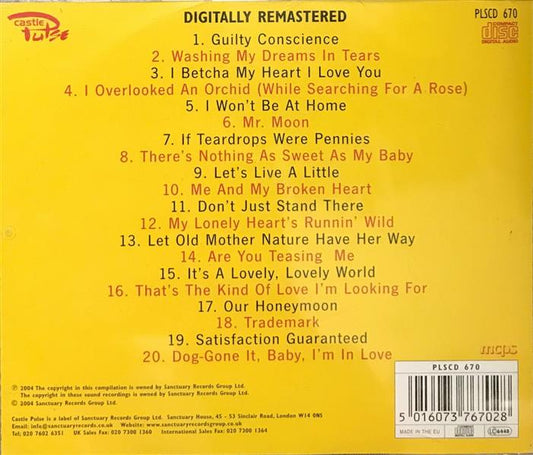 castle Pulse
DIGITALLY REMASTERED
PLSCD 670
COMPACT disc DIGITAL AUDIO
1. Guilty Conscience
2. Washing My Dreams In Tears
3. I Betcha My Heart I Love You
4. I Overlooked An Orchid (While Searching For A Rose)
5. I Won't Be At Home
6. Mr. Moon
7. If Teardrops Were Pennies
8. There's Nothing As Sweet As My Baby
9. Let's Live A Little
10. Me And My Broken Heart
11. Don't Just Stand There
12. My Lonely Heart's Runnin' Wild
13. Let Old Mother Nature Have Her Way
14. Are You Teasing Me
15. It's A Lovely, Lovely World
16. That's The Kind Of Love I'm Looking For
17. Our Honeymoon
18. Trademark
19. Satisfaction Guaranteed
20. Dog-Gone It, Baby, I'm In Love
mcps
℗ 2004 The copyright in this compilation is owned by Sanctuary Records Group Ltd.
The copyright in these sound recordings is owned by Sanctuary Records Group Ltd.
© 2004 Sanctuary Records Group Ltd.
Castle Pulse is a label of Sanctuary Records Group Ltd. Sanctuary House, 45 - 53 Sinclair Road, London W14 0NS
Email: info@sanctuaryrecords.co.uk Website: www.sanctuaryrecordsgroup.co.uk
Tel: 020 7602 6351 UK Sales Fax: 020 7300 1360 International Sales Fax: 020 7300 1364
PLSCD 670
5 016073 767028
MADE IN THE EU